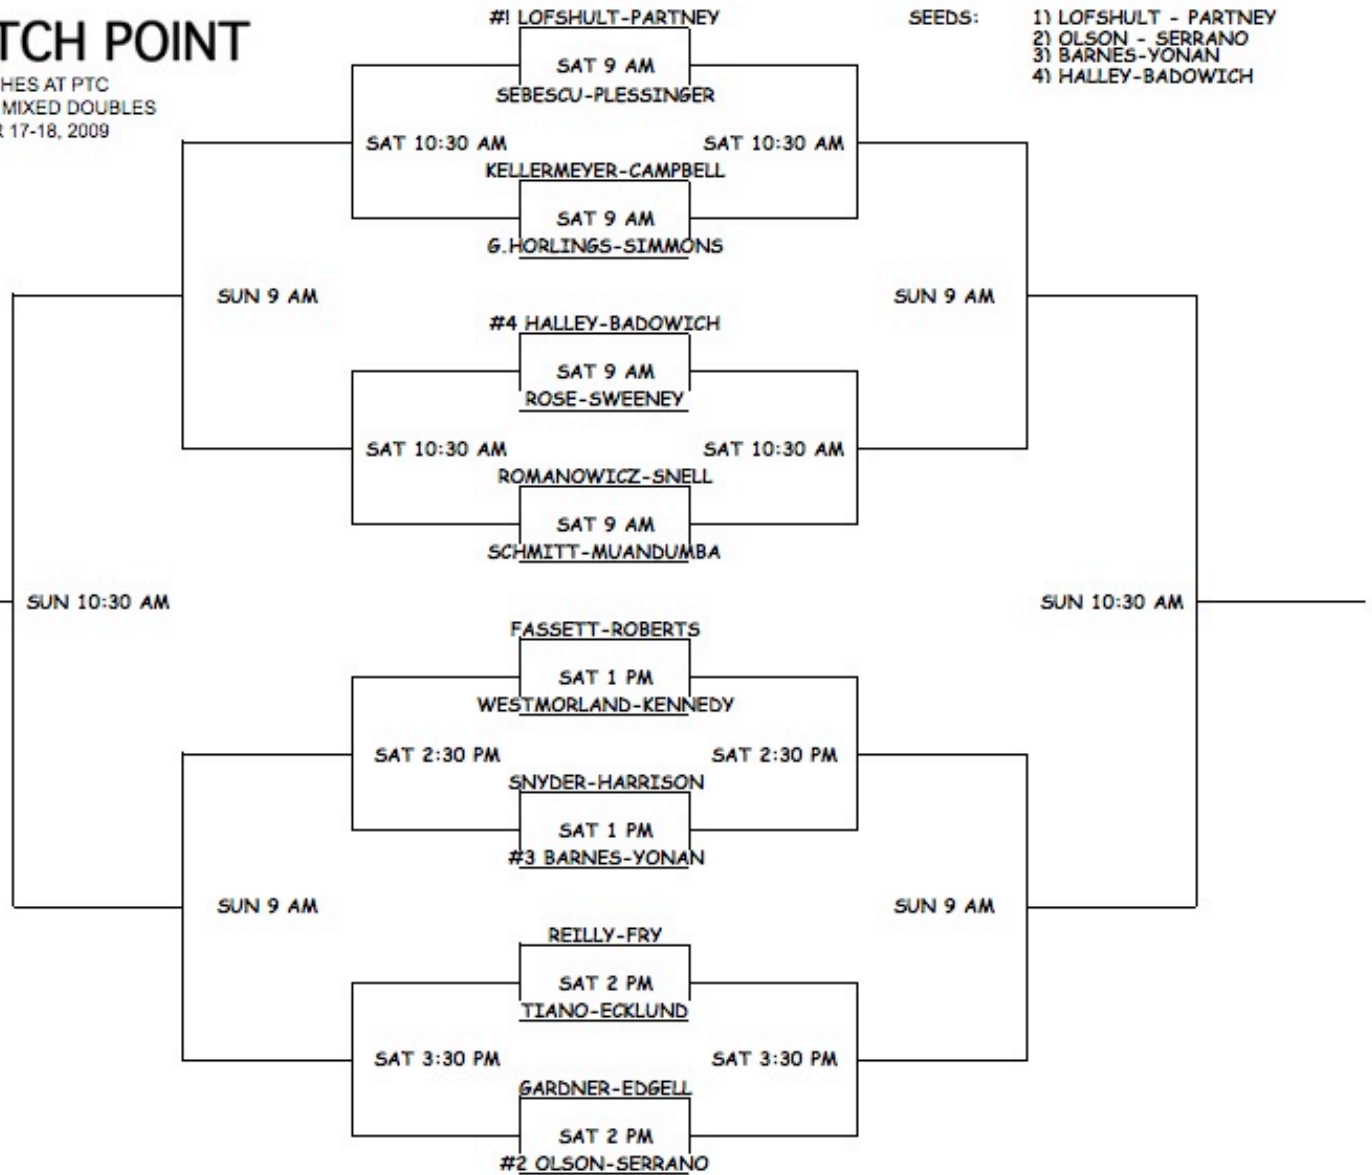 TCH POINT
HES AT PTC
MIXED DOUBLES
R 17-18, 2009
SEEDS:
1) LOFSHULT - PARTNEY
2) OLSON - SERRANO
3) BARNES-YONAN
4) HALLEY-BADOWICH
#! LOFSHULT-PARTNEY
SAT 9 AM
SEBESCU-PLESSINGER
SAT 10:30 AM SAT 10:30 AM
KELLERMEYER-CAMPBELL
SAT 9 AM
G.HORLINGS-SIMMONS
SUN 9 AM SUN 9 AM
#4 HALLEY-BADOWICH
SAT 9 AM
ROSE-SWEENEY
SAT 10:30 AM SAT 10:30 AM
ROMANOWICZ-SNELL
SAT 9 AM
SCHMITT-MUANDUMBA
SUN 10:30 AM SUN 10:30 AM
FASSETT-ROBERTS
SAT 1 PM
WESTMORLAND-KENNEDY
SAT 2:30 PM SAT 2:30 PM
SNYDER-HARRISON
SAT 1 PM
#3 BARNES-YONAN
SUN 9 AM SUN 9 AM
REILLY-FRY
SAT 2 PM
TIANO-ECKLUND
SAT 3:30 PM SAT 3:30 PM
GARDNER-EDGELL
SAT 2 PM
#2 OLSON-SERRANO